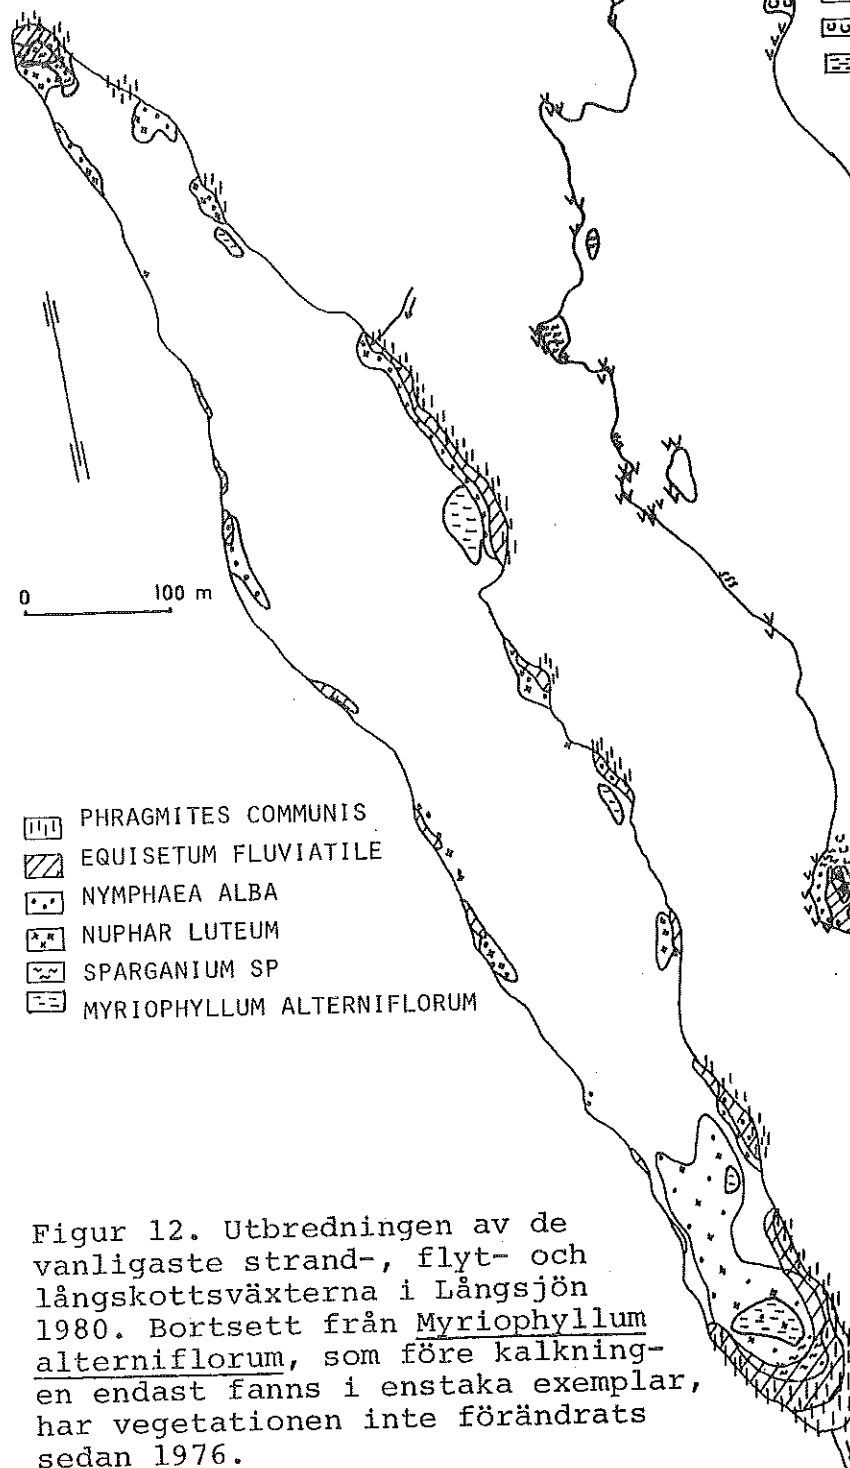 0 100 m
PHRAGMITES COMMUNIS
EQUISETUM FLUVIATILE
NYMPHAEA ALBA
NUPHAR LUTEUM
SPARGANIUM SP
MYRIOPHYLLUM ALTERNIFLORUM
Figur 12. Utbredningen av de
vanligaste strand-, flyt- och
långskottsväxterna i Långsjön
1980. Bortsett från Myriophyllum
alterniflorum, som före kalkning-
en endast fanns i enstaka exemplar,
har vegetationen inte förändrats
sedan 1976.